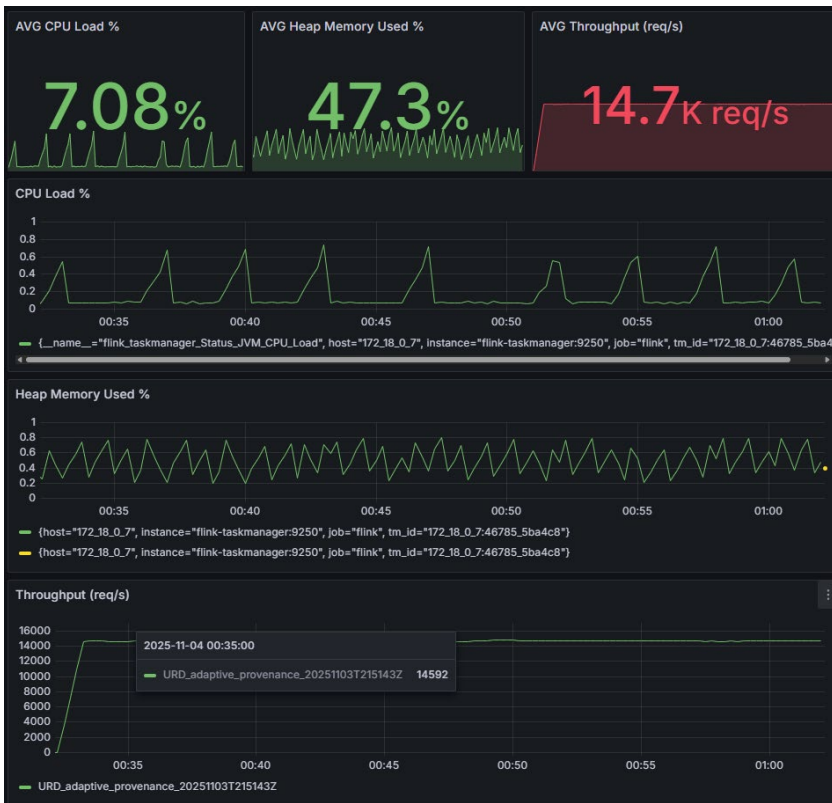 AVG CPU Load %
AVG Heap Memory Used %
AVG Throughput (req/s)
7.08%
47.3%
14.7K req/s
CPU Load %
1
0.8
0.6
0.4
0.2
0
00:35 00:40 00:45 00:50 00:55 01:00
{__name__="flink_taskmanager_Status_JVM_CPU_Load", host="172_18_0_7", instance="flink-taskmanager:9250", job="flink", tm_id="172_18_0_7:46785_5ba4
Heap Memory Used %
1
0.8
0.6
0.4
0.2
0
00:35 00:40 00:45 00:50 00:55 01:00
{host="172_18_0_7", instance="flink-taskmanager:9250", job="flink", tm_id="172_18_0_7:46785_5ba4c8"}
{host="172_18_0_7", instance="flink-taskmanager:9250", job="flink", tm_id="172_18_0_7:46785_5ba4c8"}
Throughput (req/s)
16000
14000
12000
10000
8000
6000
4000
2000
0
2025-11-04 00:35:00
URD_adaptive_provenance_20251103T215143Z 14592
00:35 00:40 00:45 00:50 00:55 01:00
URD_adaptive_provenance_20251103T215143Z